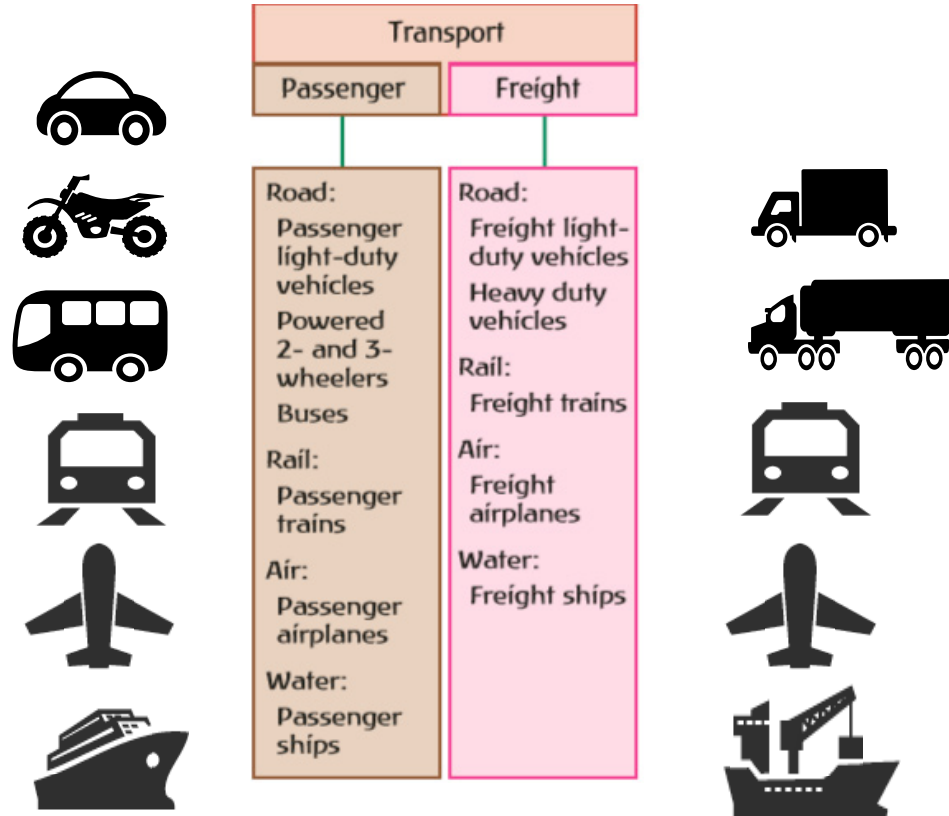 Transport
Passenger
Freight
Road:
Passenger
light-duty
vehicles
Powered
2- and 3-
wheelers
Buses
Rail:
Passenger
trains
Air:
Passenger
airplanes
Water:
Passenger
ships
Road:
Freight light-
duty vehicles
Heavy duty
vehicles
Rail:
Freight trains
Air:
Freight
airplanes
Water:
Freight ships